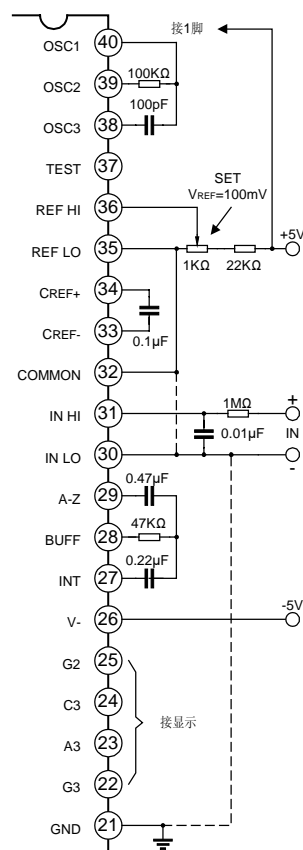 接1脚
40
OSC1
100KΩ
39
OSC2
100pF
38
OSC3
37
TEST
SET
VREF=100mV
36
REF HI
35
REF LO
1KΩ
22KΩ
+5V
34
CREF+
33
CREF-
0.1μF
32
COMMON
31
IN HI
1MΩ
+
0.01μF
IN
30
IN LO
-
0.47μF
29
A-Z
47KΩ
28
BUFF
0.22μF
27
INT
-5V
26
V-
25
G2
24
C3
接显示
23
A3
22
G3
21
GND